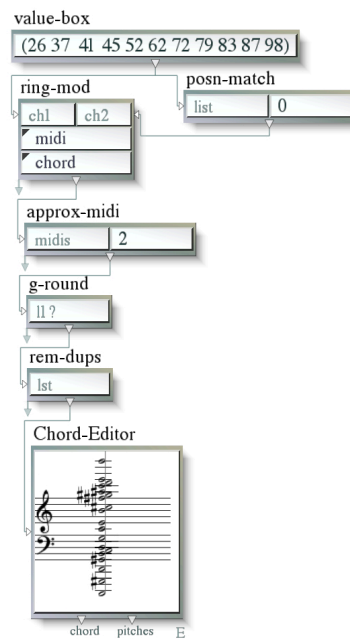 value-box
(26 37 41 45 52 62 72 79 83 87 98)
ring-mod
posn-match
ch1 ch2
list 0
midi
chord
approx-midi
midis 2
g-round
ll ?
rem-dups
lst
Chord-Editor
chord pitches E